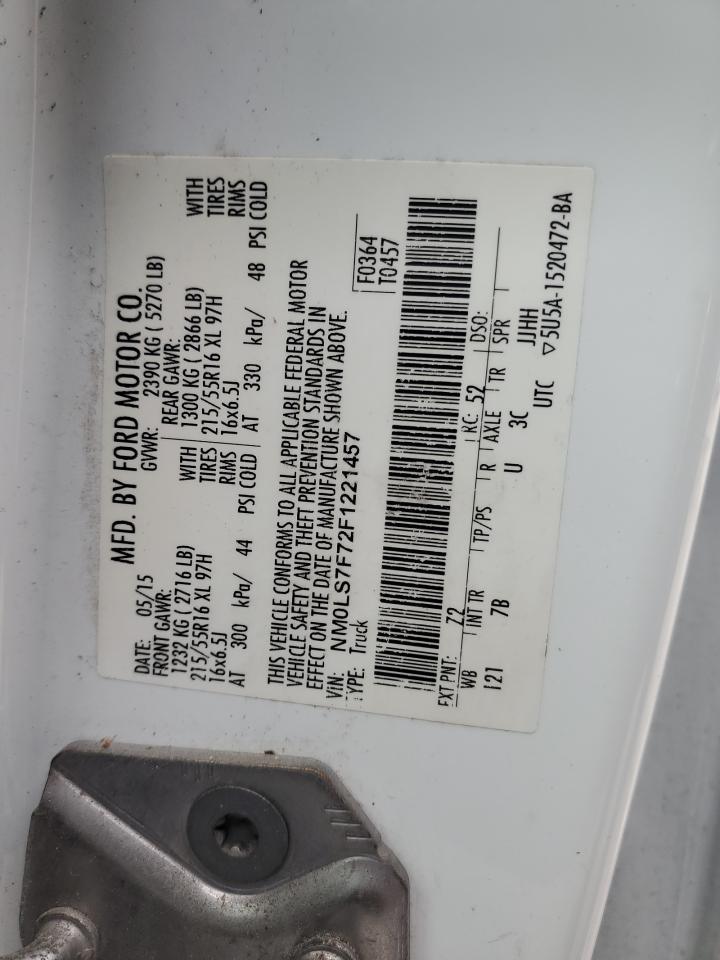 MFD. BY FORD MOTOR CO.
DATE: 05/15 GVWR: 2390 KG ( 5270 LB)
FRONT GAWR: REAR GAWR:
1232 KG ( 2716 LB) WITH 1300 KG ( 2866 LB) WITH
215/55R16 XL 97H TIRES 215/55R16 XL 97H TIRES
16x6.5J RIMS 16x6.5J RIMS
AT 300 kPa/ 44 PSI COLD AT 330 kPa/ 48 PSI COLD
THIS VEHICLE CONFORMS TO ALL APPLICABLE FEDERAL MOTOR
VEHICLE SAFETY AND THEFT PREVENTION STANDARDS IN
EFFECT ON THE DATE OF MANUFACTURE SHOWN ABOVE.
VIN: NM0LS7F72F1221457
TYPE: Truck
F0364
T0457
EXT PNT: Z2 KC: 52 DSO:
WB INT TR TP/PS R AXLE TR SPR
121 7B U 3C JJHH
UTC ▽5U5A-1520472-BA